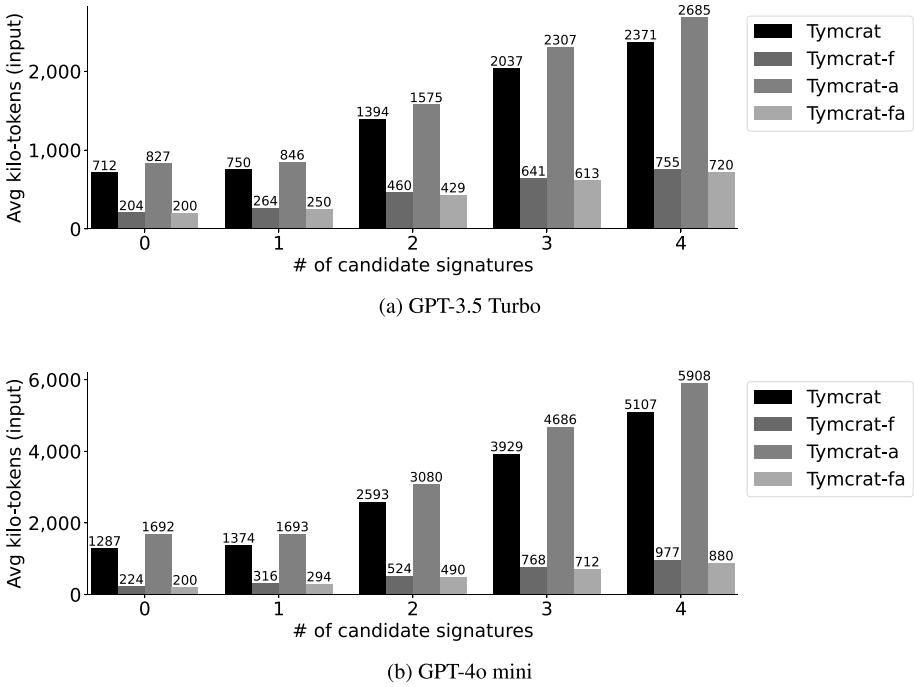 Avg kilo-tokens (input)
2,000
1,000
0
712 204 827 200
750 264 846 250
1394 460 1575 429
2037 641 2307 613
2371 755 2685 720
0 1 2 3 4
# of candidate signatures
Tymcrat
Tymcrat-f
Tymcrat-a
Tymcrat-fa
(a) GPT-3.5 Turbo
Avg kilo-tokens (input)
6,000
4,000
2,000
0
1287 224 1692 200
1374 316 1693 294
2593 524 3080 490
3929 768 4686 712
5107 977 5908 880
0 1 2 3 4
# of candidate signatures
Tymcrat
Tymcrat-f
Tymcrat-a
Tymcrat-fa
(b) GPT-4o mini